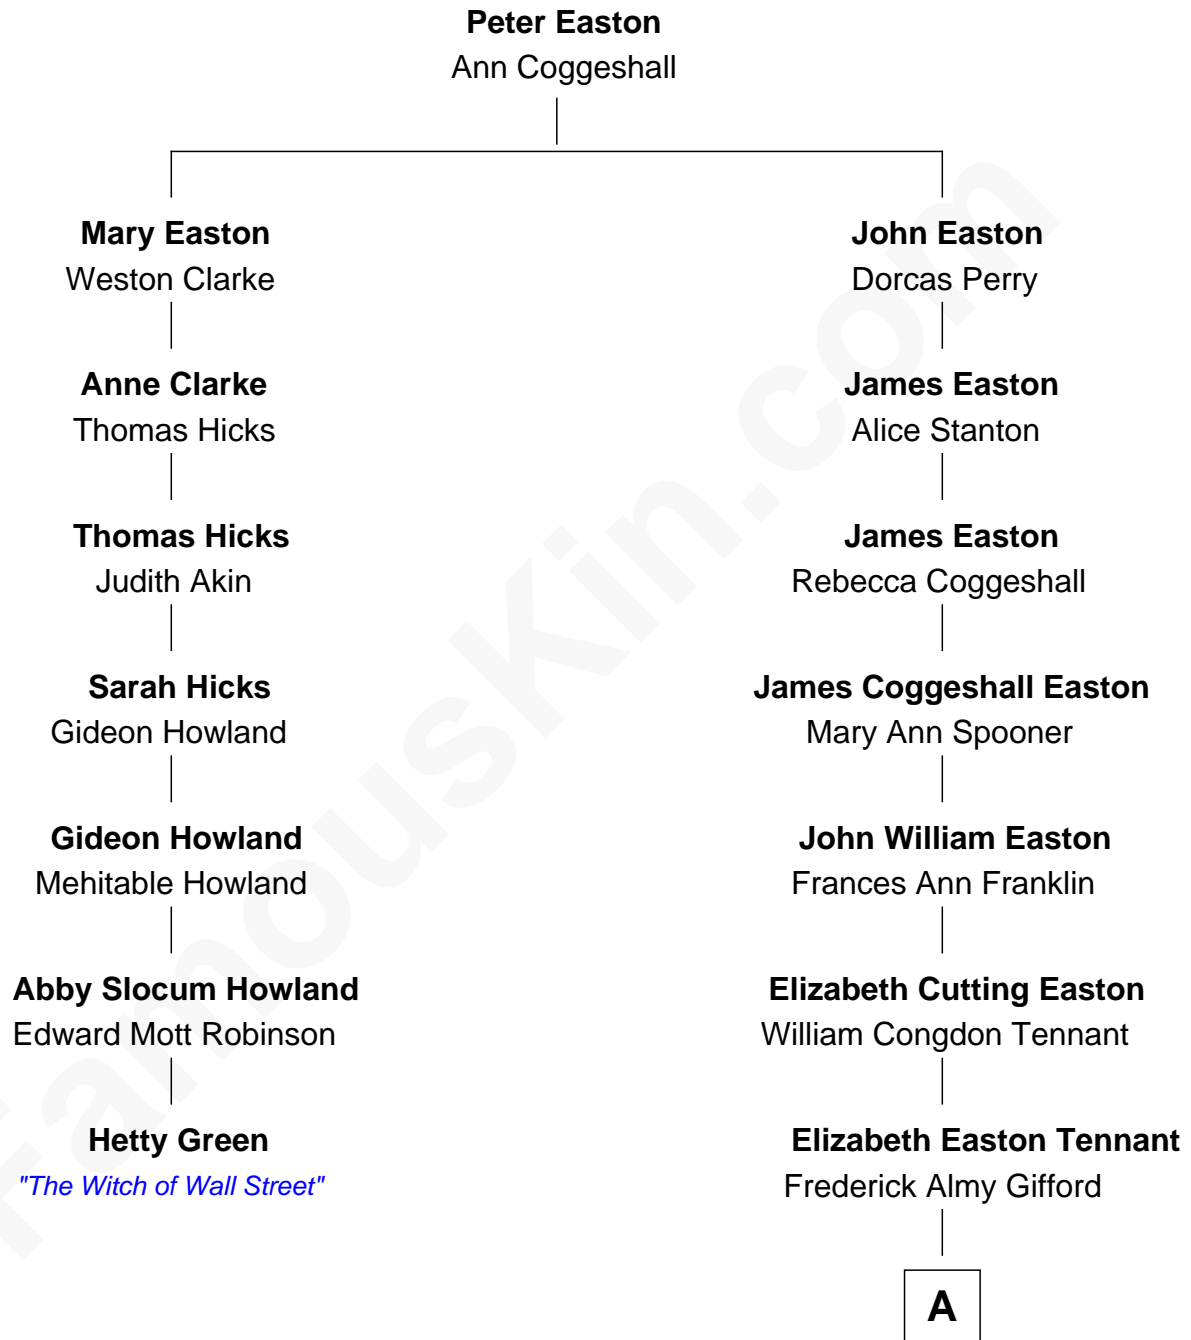 Peter Easton
Ann Coggeshall
Mary Easton
Weston Clarke
John Easton
Dorcas Perry
Anne Clarke
Thomas Hicks
James Easton
Alice Stanton
Thomas Hicks
Judith Akin
James Easton
Rebecca Coggeshall
Sarah Hicks
Gideon Howland
James Coggeshall Easton
Mary Ann Spooner
Gideon Howland
Mehitable Howland
John William Easton
Frances Ann Franklin
Abby Slocum Howland
Edward Mott Robinson
Elizabeth Cutting Easton
William Congdon Tennant
Hetty Green
"The Witch of Wall Street"
Elizabeth Easton Tennant
Frederick Almy Gifford
A
FamousKin.com